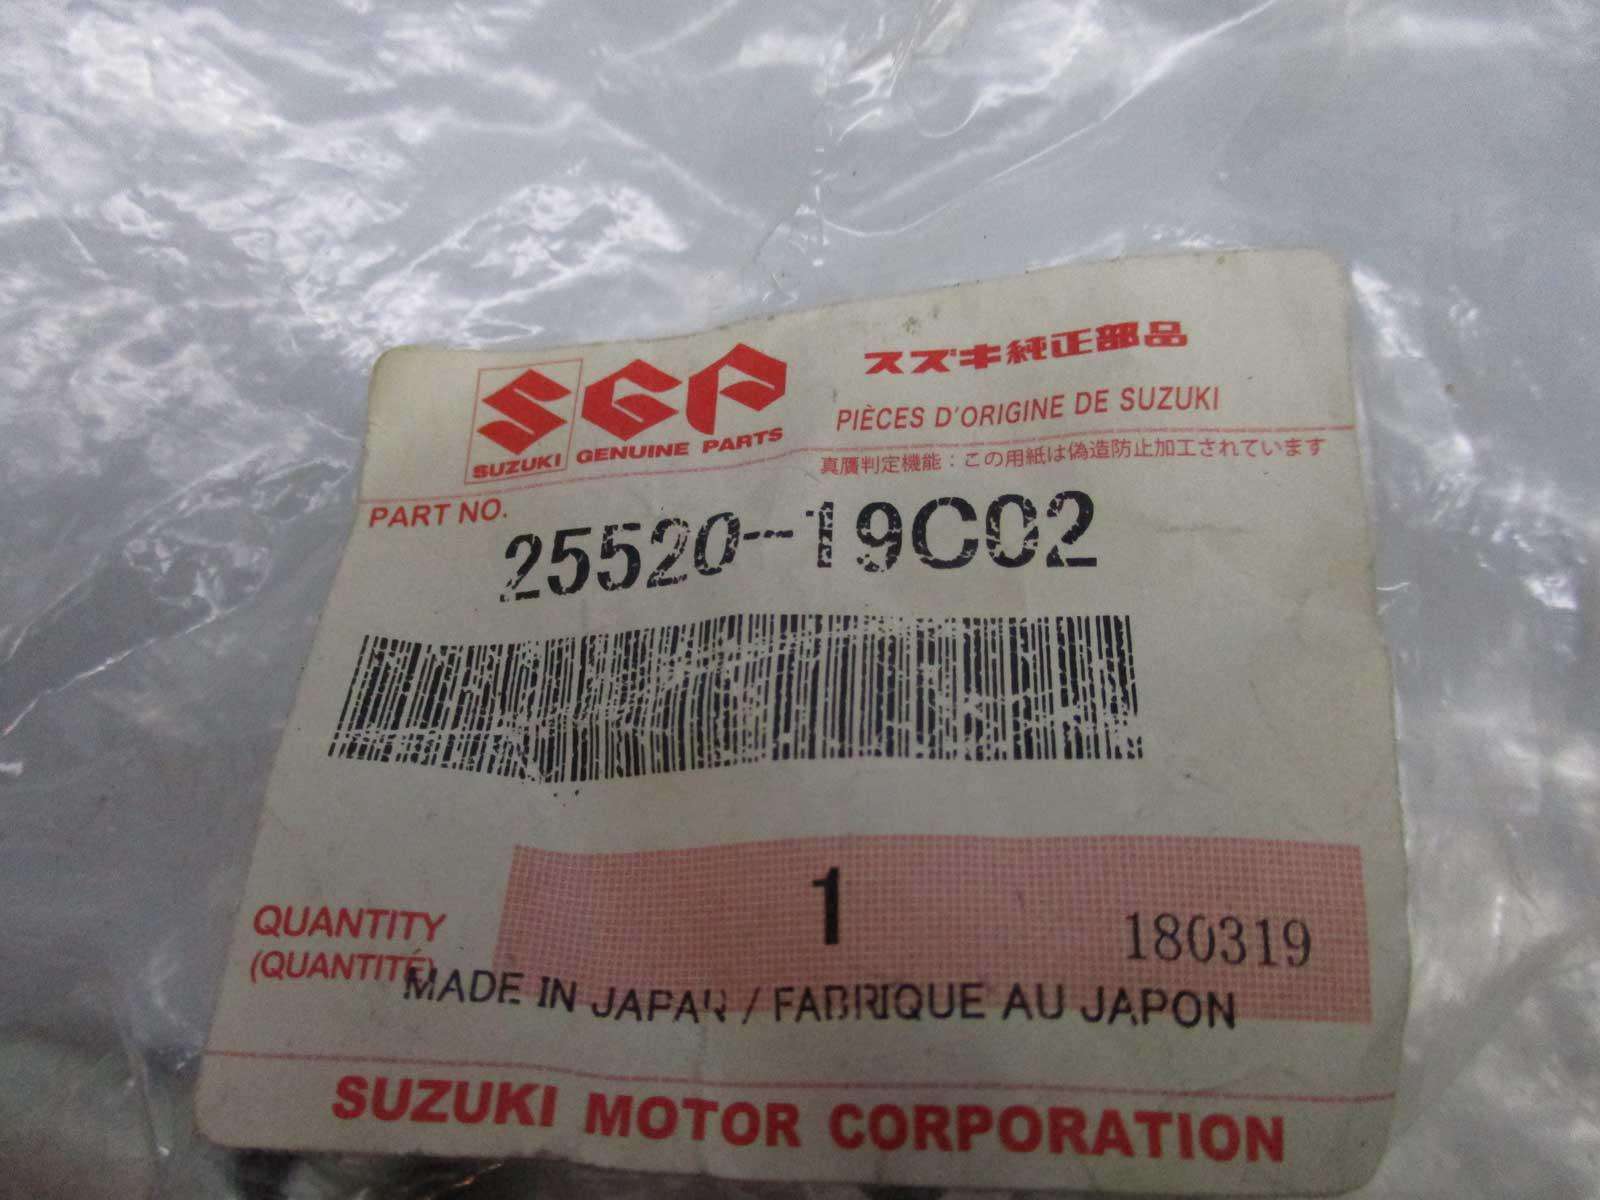 SGP スズキ純正部品
SUZUKI GENUINE PARTS PIÈCES D'ORIGINE DE SUZUKI
真贋判定機能：この用紙は偽造防止加工されています
PART NO.
25520-19C02
1
QUANTITY 180319
(QUANTITÉ)
MADE IN JAPAN / FABRIQUE AU JAPON
SUZUKI MOTOR CORPORATION